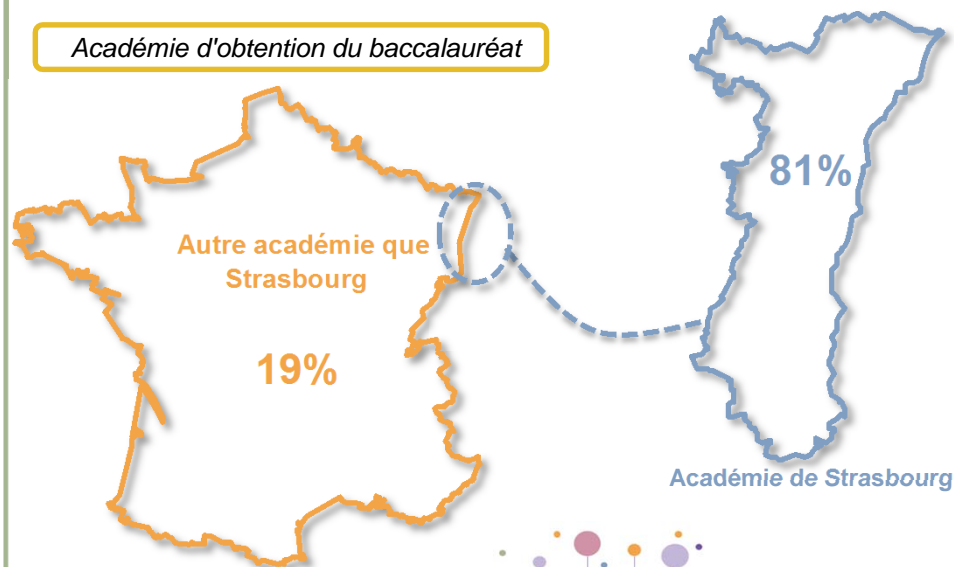 Académie d'obtention du baccalauréat
81%
Autre académie que
Strasbourg
19%
Académie de Strasbourg